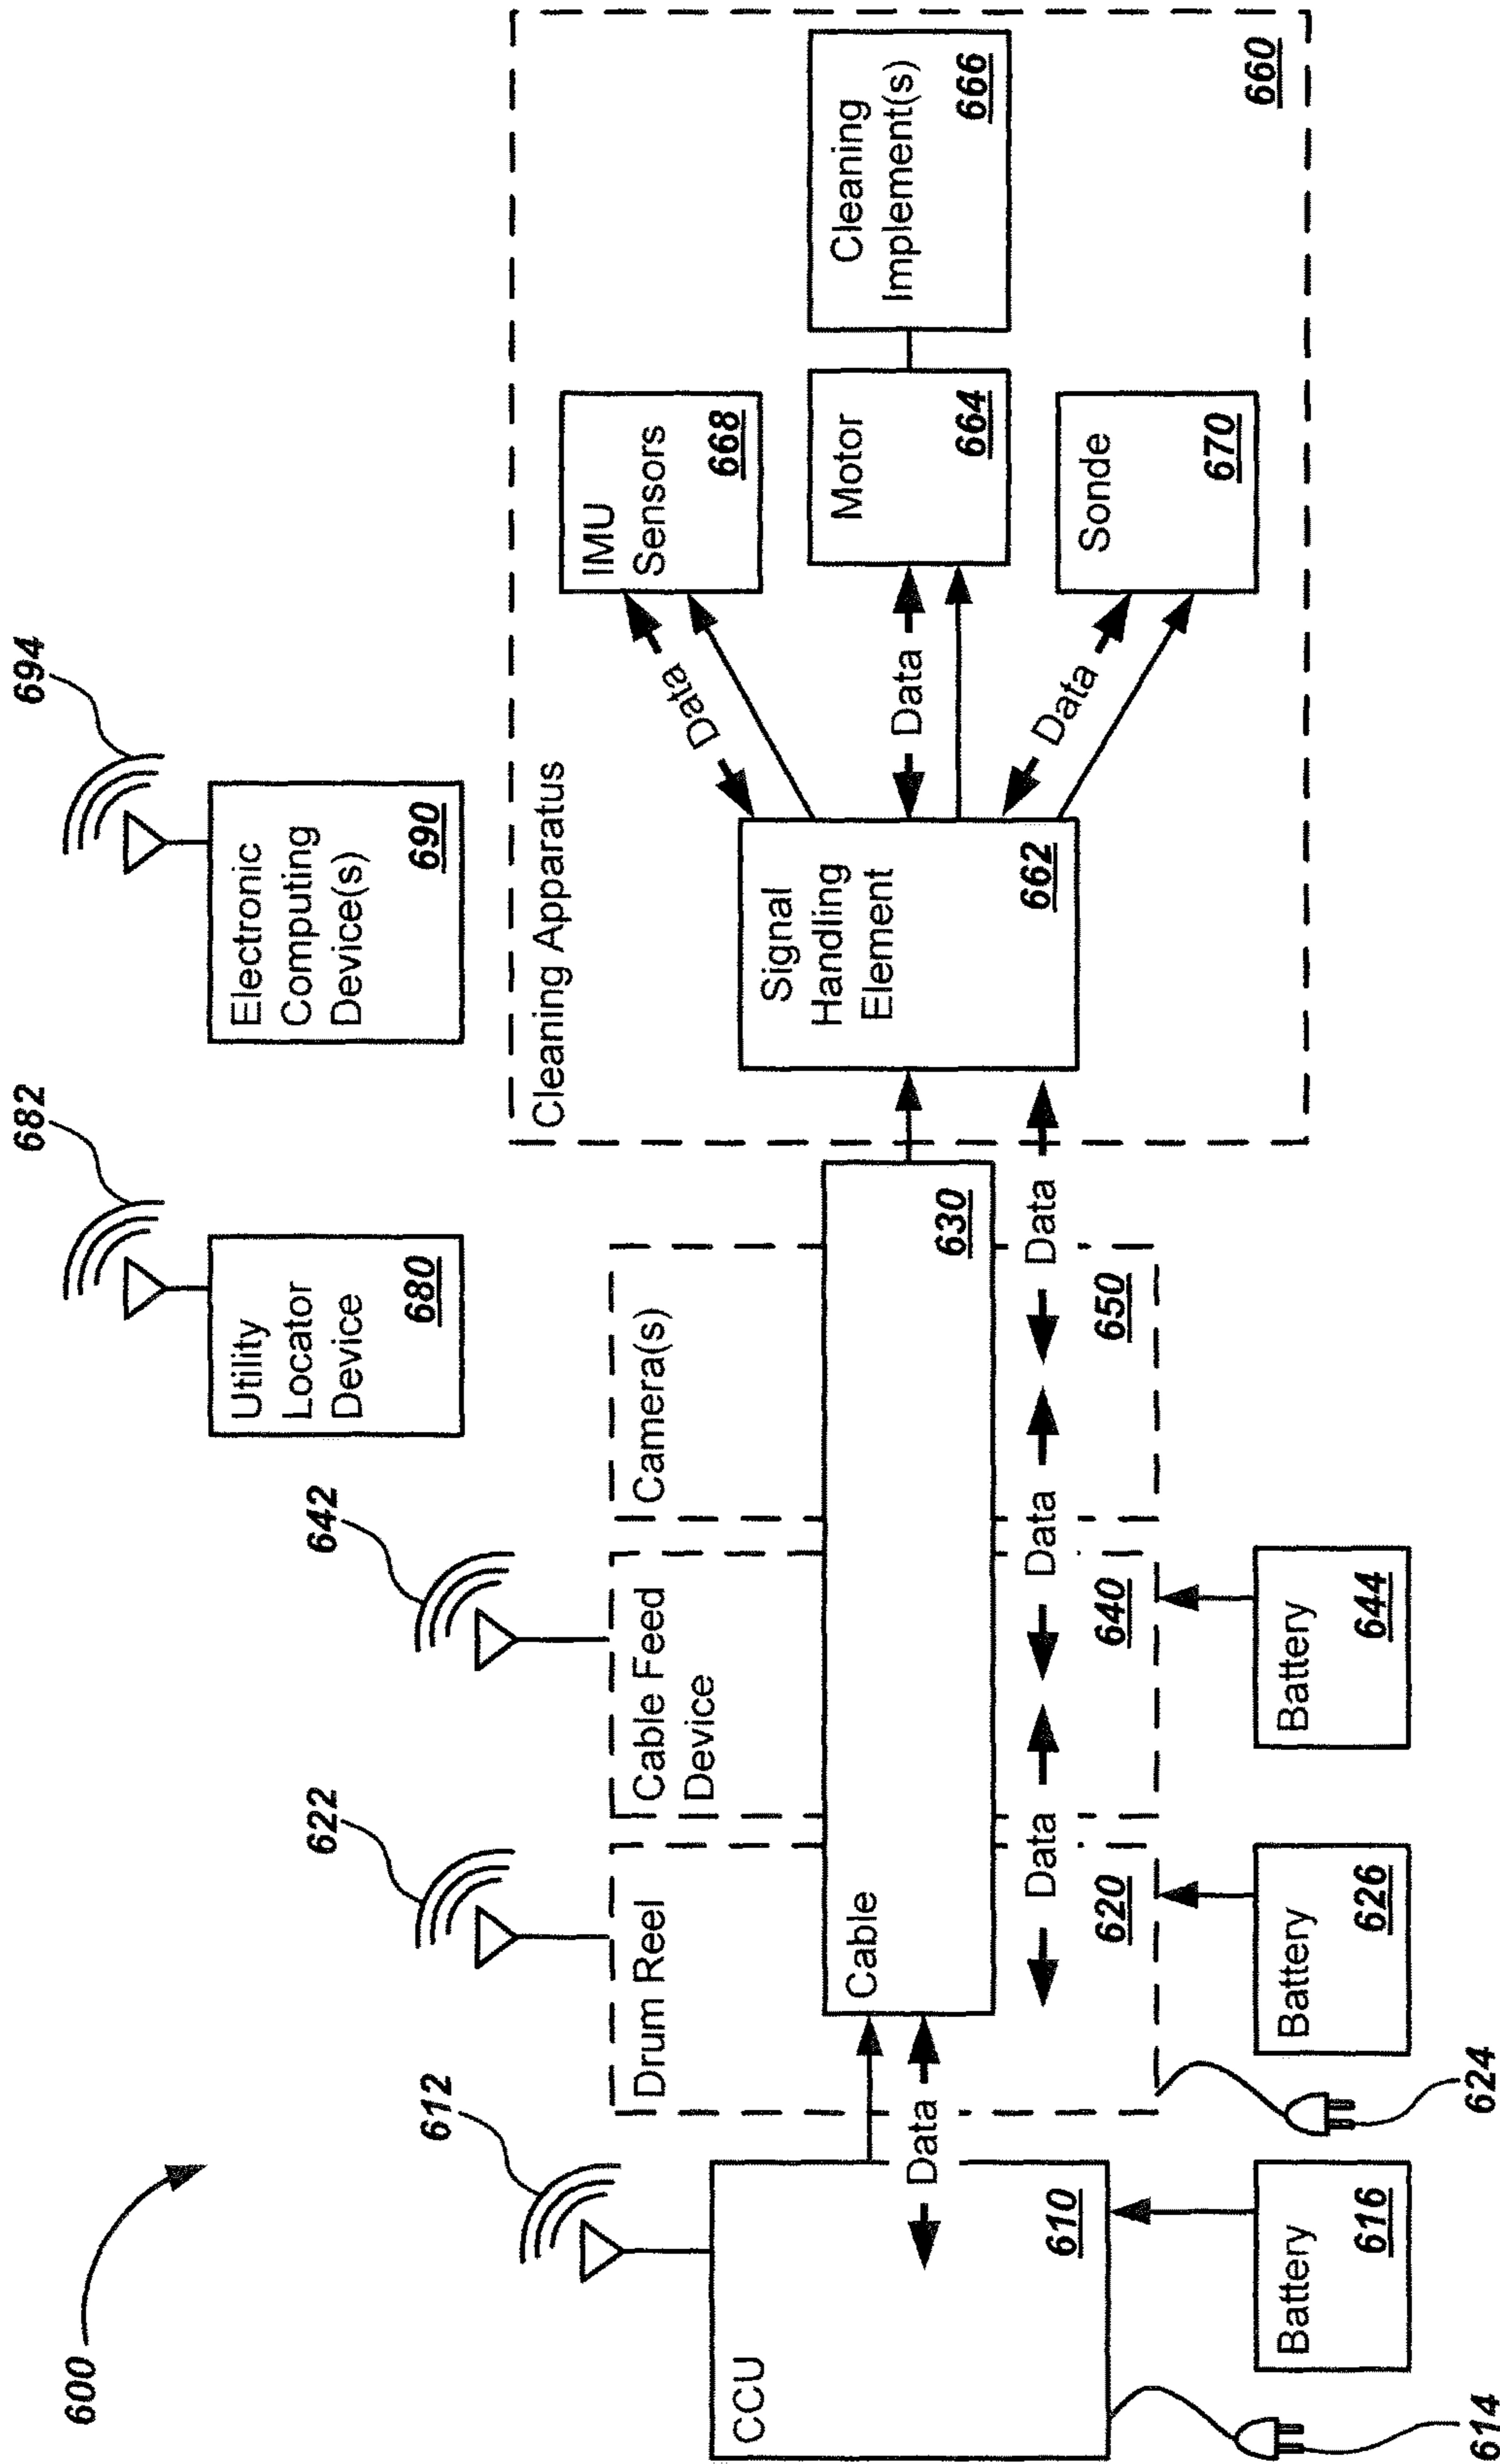 694
682
Electronic
Computing
Device(s)
690
Utility
Locator
Device
680
642
622
612
600
Cleaning Apparatus
IMU
Sensors
668
Data
Cleaning
Implement(s)
666
Motor
664
Data
Signal
Handling
Element
662
Data
Sonde
670
660
Camera(s)
650
Cable Feed
Device
640
Drum Reel
620
Cable
630
Data
Data
Data
Data
CCU
610
Battery
616
Battery
626
Battery
644
614
624